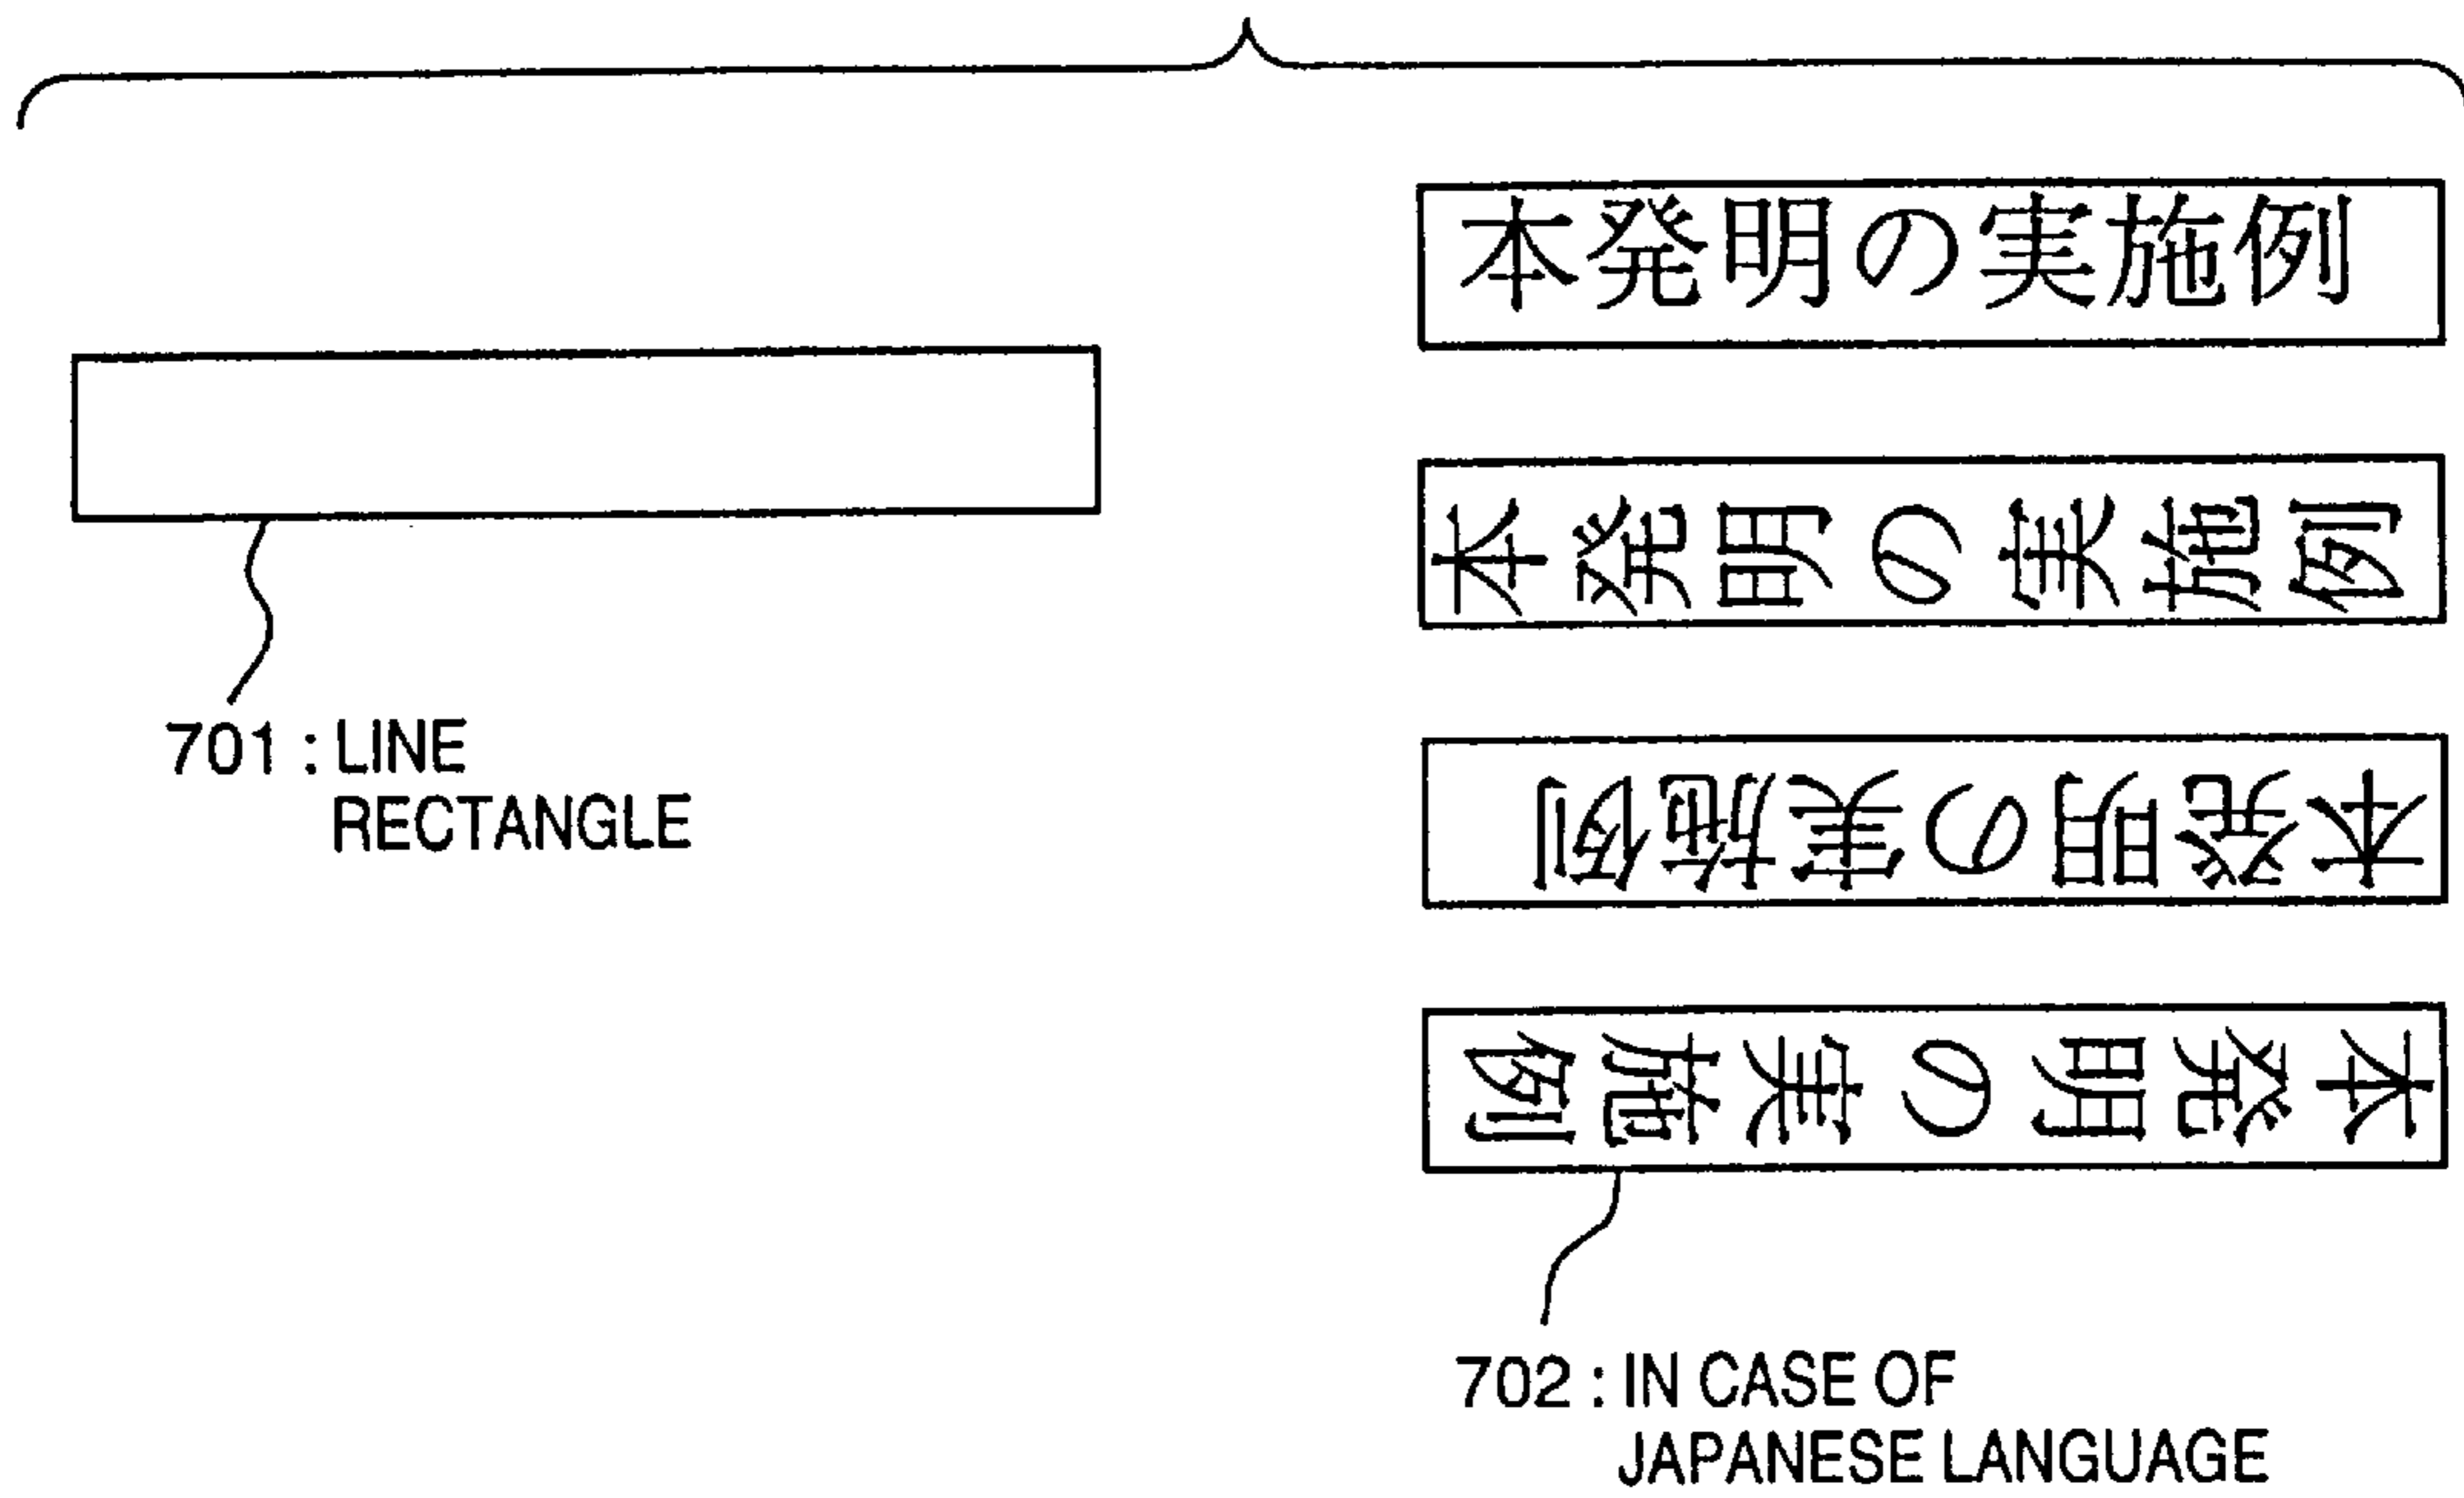 本発明の実施例
本発明の実施例
本発明の実施例
本発明の実施例
701 : LINE
RECTANGLE
702 : IN CASE OF
JAPANESE LANGUAGE